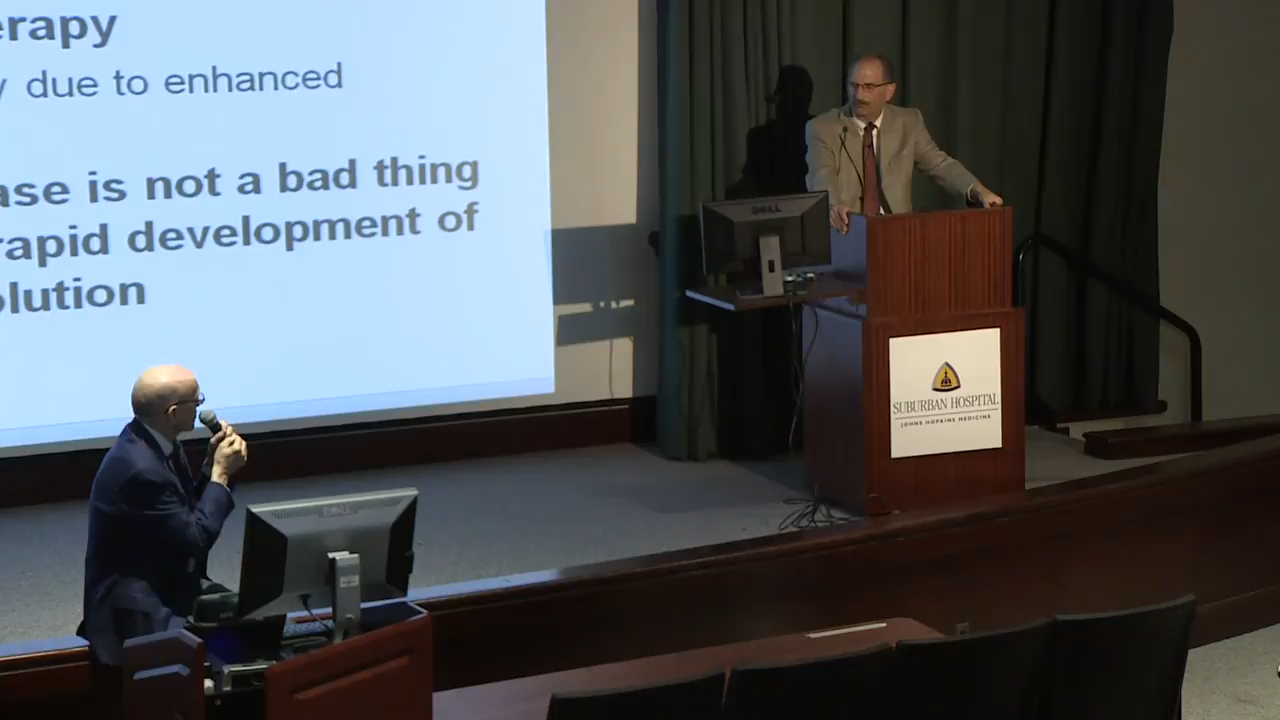 erapy
y due to enhanced
ase is not a bad thing
rapid development of
olution
DELL
SUBURBAN HOSPITAL
JOHNS HOPKINS MEDICINE
DELL